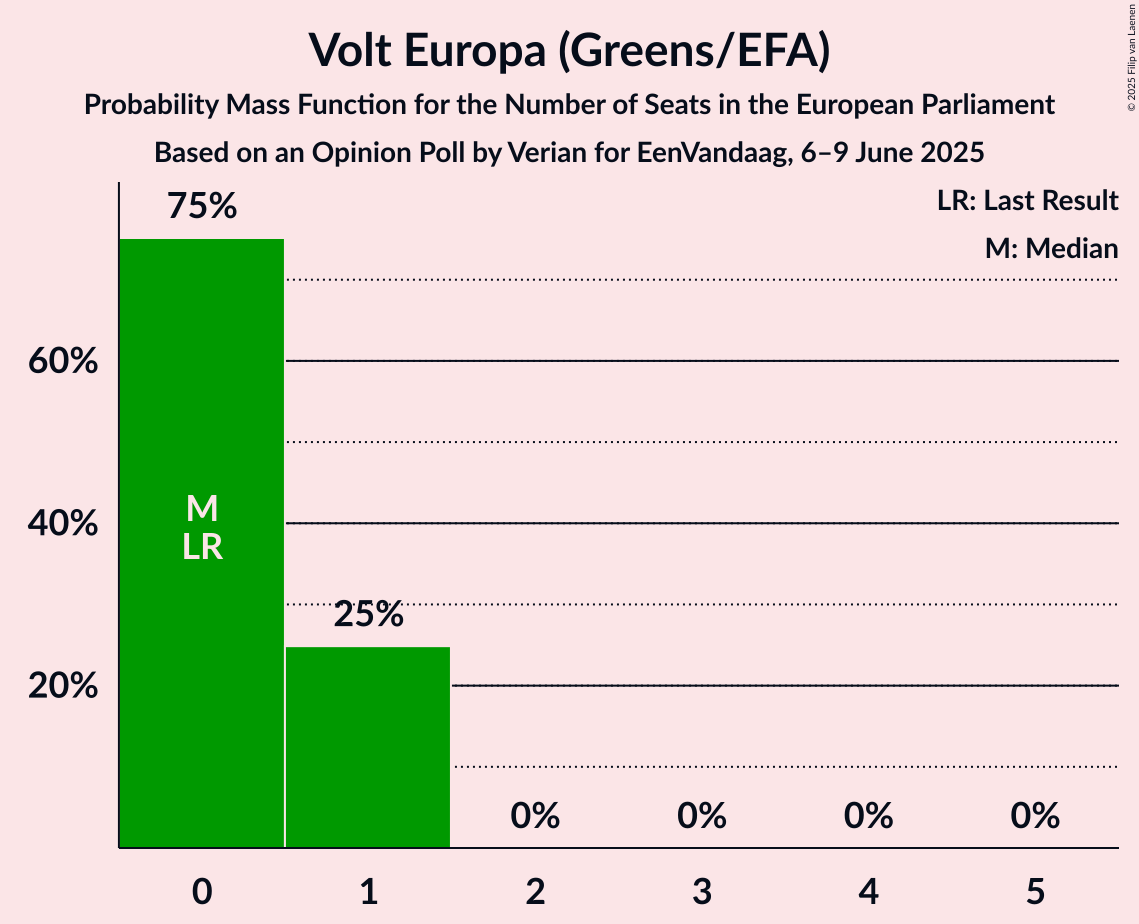 Volt Europa (Greens/EFA)
Probability Mass Function for the Number of Seats in the European Parliament
Based on an Opinion Poll by Verian for EenVandaag, 6–9 June 2025
© 2025 Filip van Laenen
LR: Last Result
M: Median
75%
60%
40%
20%
M
LR
25%
0%
0%
0%
0%
0
1
2
3
4
5